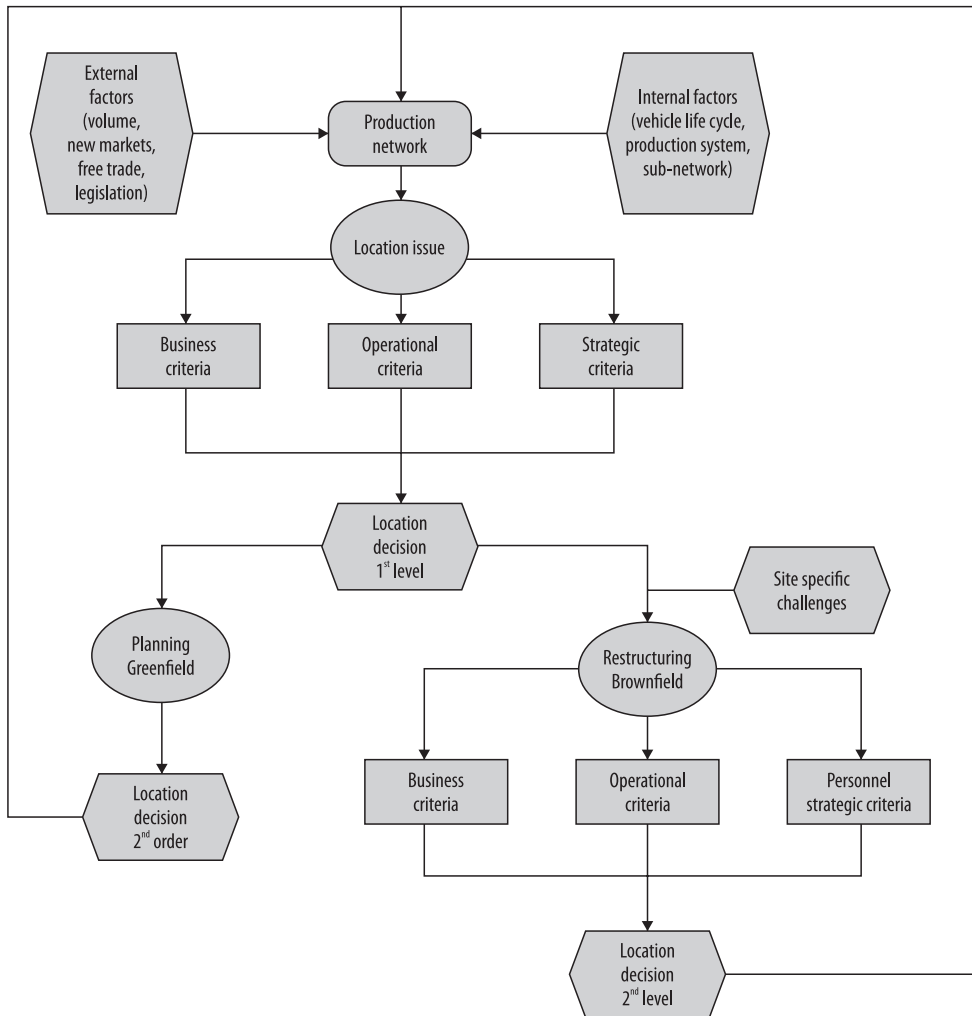 External
factors
(volume,
new markets,
free trade,
legislation)
Production
network
Internal factors
(vehicle life cycle,
production system,
sub-network)
Location issue
Business
criteria
Operational
criteria
Strategic
criteria
Location
decision
1st level
Site specific
challenges
Planning
Greenfield
Restructuring
Brownfield
Location
decision
2nd order
Business
criteria
Operational
criteria
Personnel
strategic criteria
Location
decision
2nd level